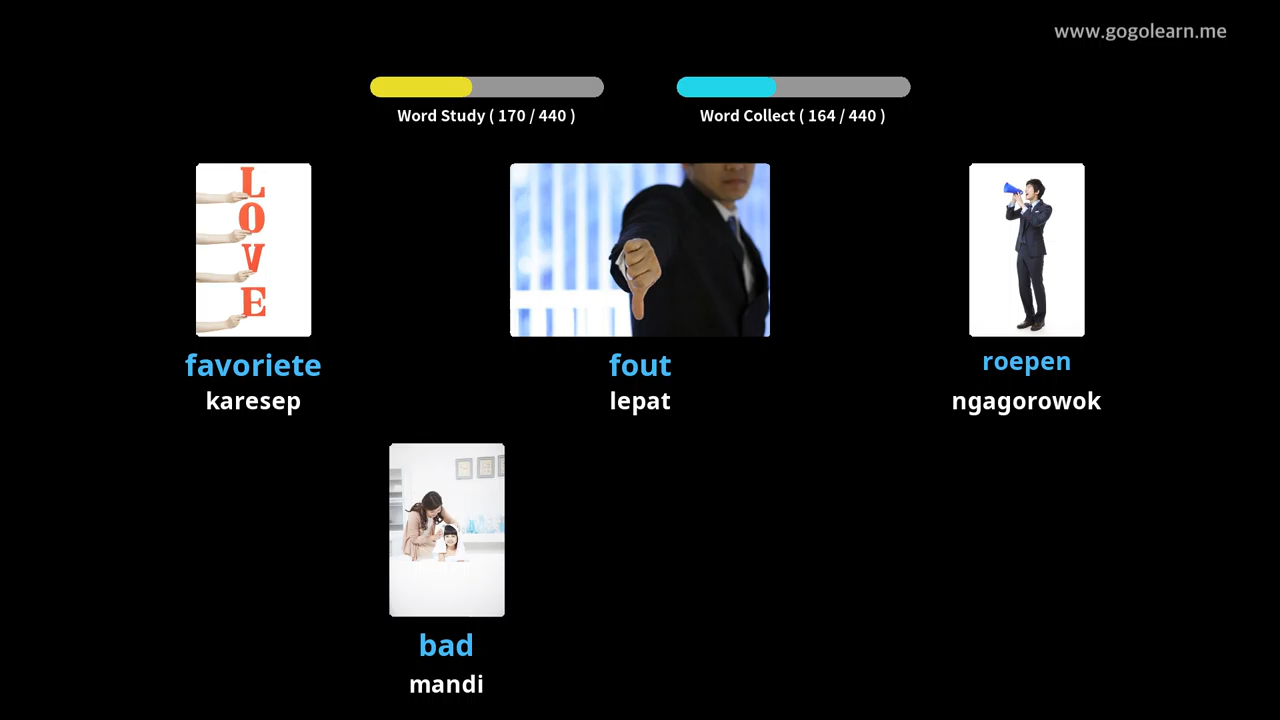 www.gogolearn.me
Word Study ( 170 / 440 )
Word Collect ( 164 / 440 )
LOVE
favoriete
karesep
fout
lepat
roepen
ngagorowok
bad
mandi